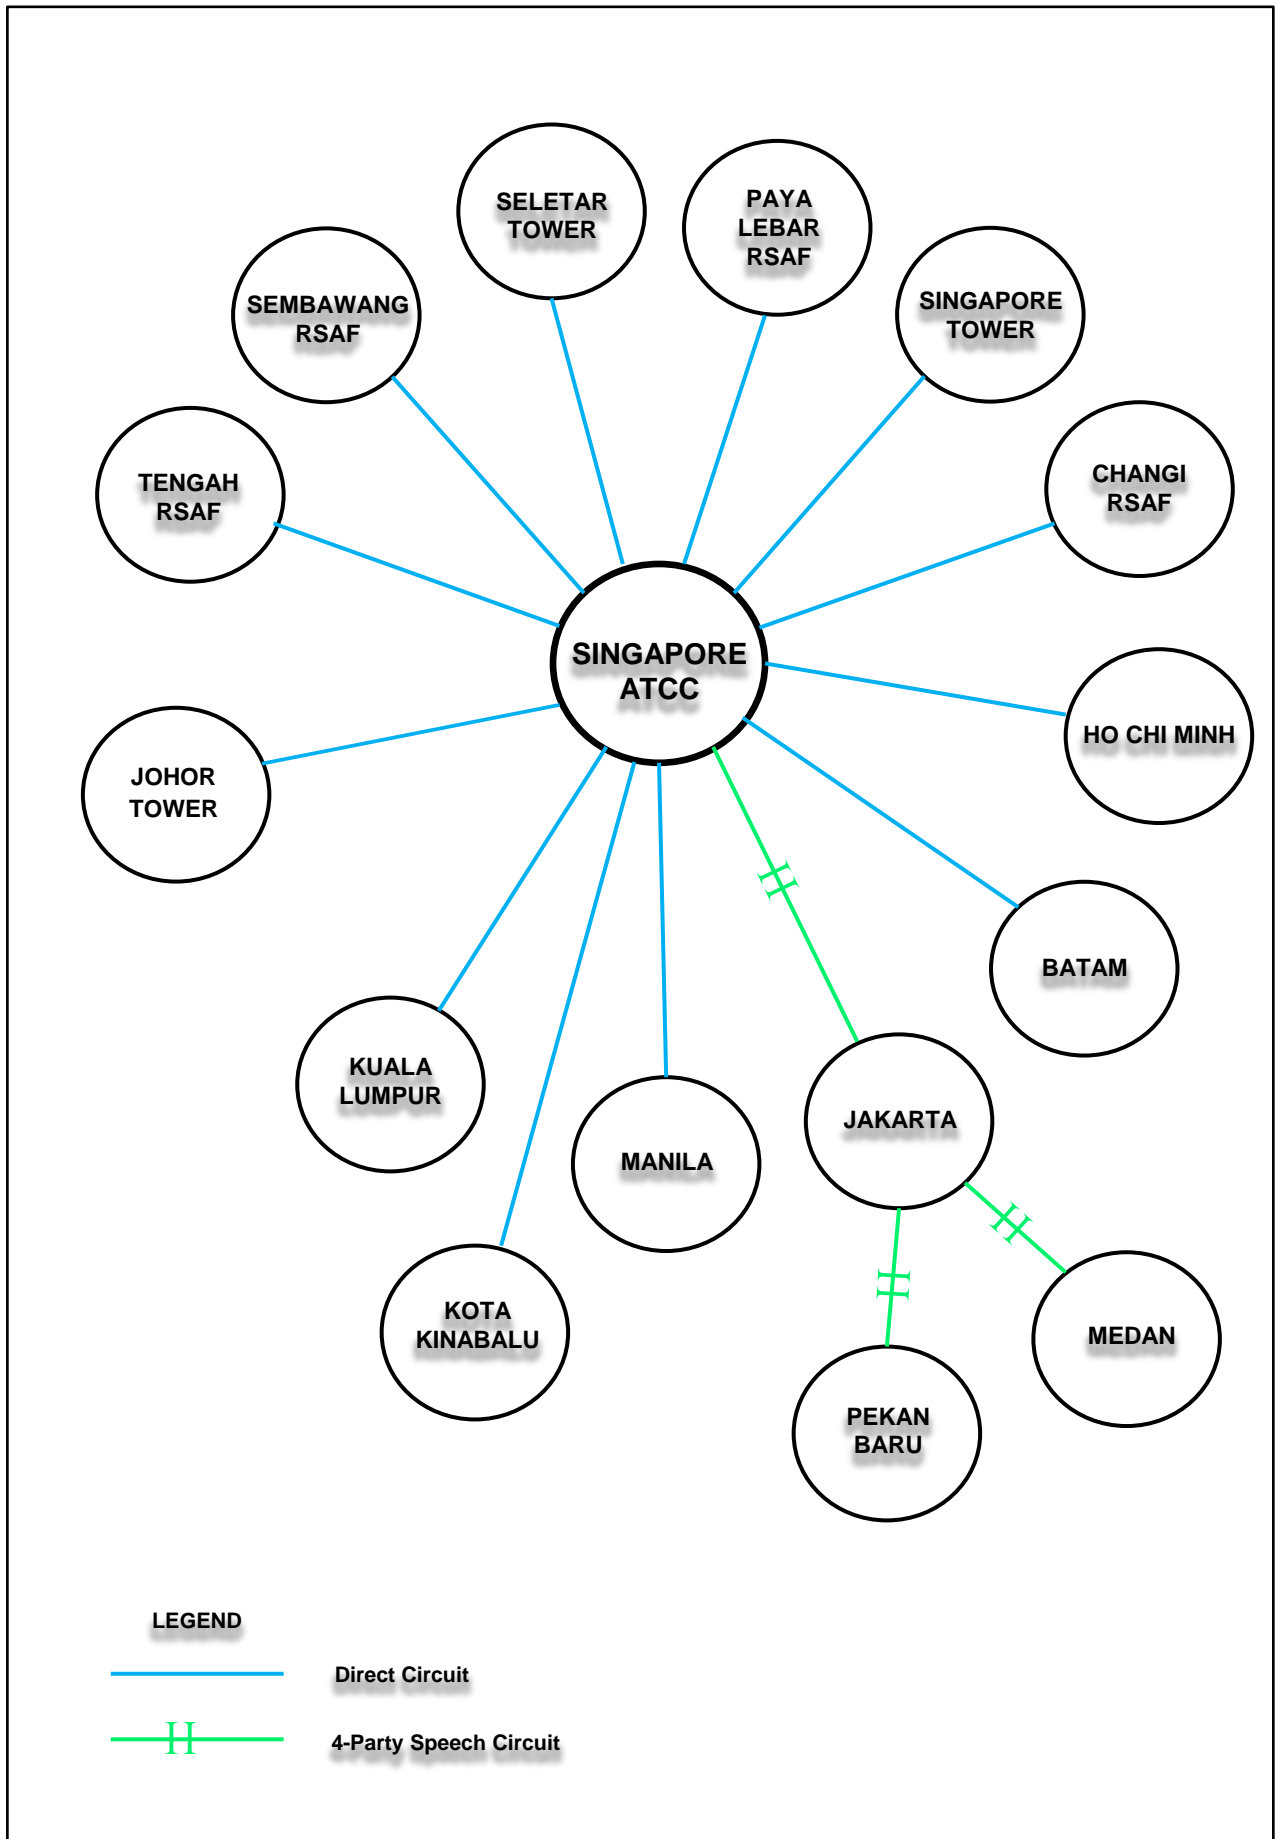 SELETAR
TOWER
PAYA
LEBAR
RSAF
SEMBAWANG
RSAF
SINGAPORE
TOWER
TENGAH
RSAF
CHANGI
RSAF
SINGAPORE
ATCC
HO CHI MINH
JOHOR
TOWER
BATAM
KUALA
LUMPUR
JAKARTA
MANILA
KOTA
KINABALU
MEDAN
PEKAN
BARU
LEGEND
Direct Circuit
4-Party Speech Circuit